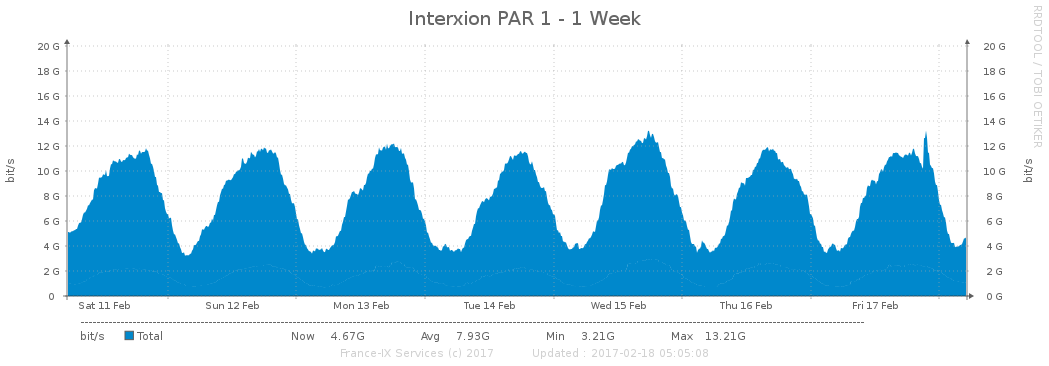 Interxion PAR 1 - 1 Week
RRDTOOL / TOBI OETIKER
bit/s
20 G
18 G
16 G
14 G
12 G
10 G
8 G
6 G
4 G
2 G
0
20 G
18 G
16 G
14 G
12 G
10 G
8 G
6 G
4 G
2 G
0 G
bit/s
Sat 11 Feb Sun 12 Feb Mon 13 Feb Tue 14 Feb Wed 15 Feb Thu 16 Feb Fri 17 Feb
bit/s Total Now 4.67G Avg 7.93G Min 3.21G Max 13.21G
France-IX Services (c) 2017 Updated : 2017-02-18 05:05:08